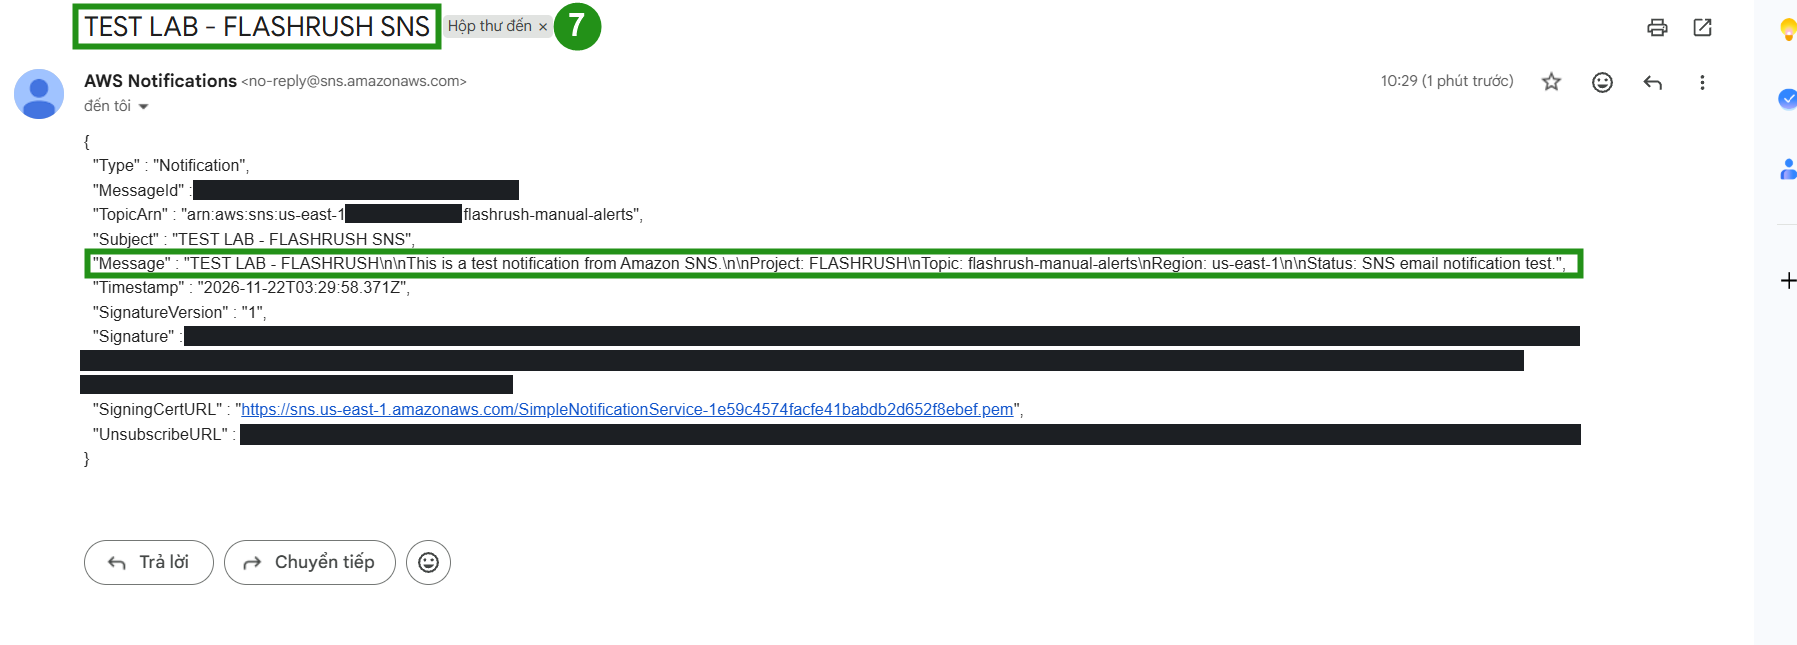 TEST LAB - FLASHRUSH SNS Hộp thư đến × 7
AWS Notifications <no-reply@sns.amazonaws.com> 10:29 (1 phút trước)
đến tôi
{
"Type" : "Notification",
"MessageId" :
"TopicArn" : "arn:aws:sns:us-east-1 flashrush-manual-alerts",
"Subject" : "TEST LAB - FLASHRUSH SNS",
"Message" : "TEST LAB - FLASHRUSH\n\nThis is a test notification from Amazon SNS.\n\nProject: FLASHRUSH\nTopic: flashrush-manual-alerts\nRegion: us-east-1\n\nStatus: SNS email notification test.",
"Timestamp" : "2026-11-22T03:29:58.371Z",
"SignatureVersion" : "1",
"Signature" :
"SigningCertURL" : "https://sns.us-east-1.amazonaws.com/SimpleNotificationService-1e59c4574facfe41babdb2d652f8ebef.pem",
"UnsubscribeURL" :
}
Trả lời
Chuyển tiếp